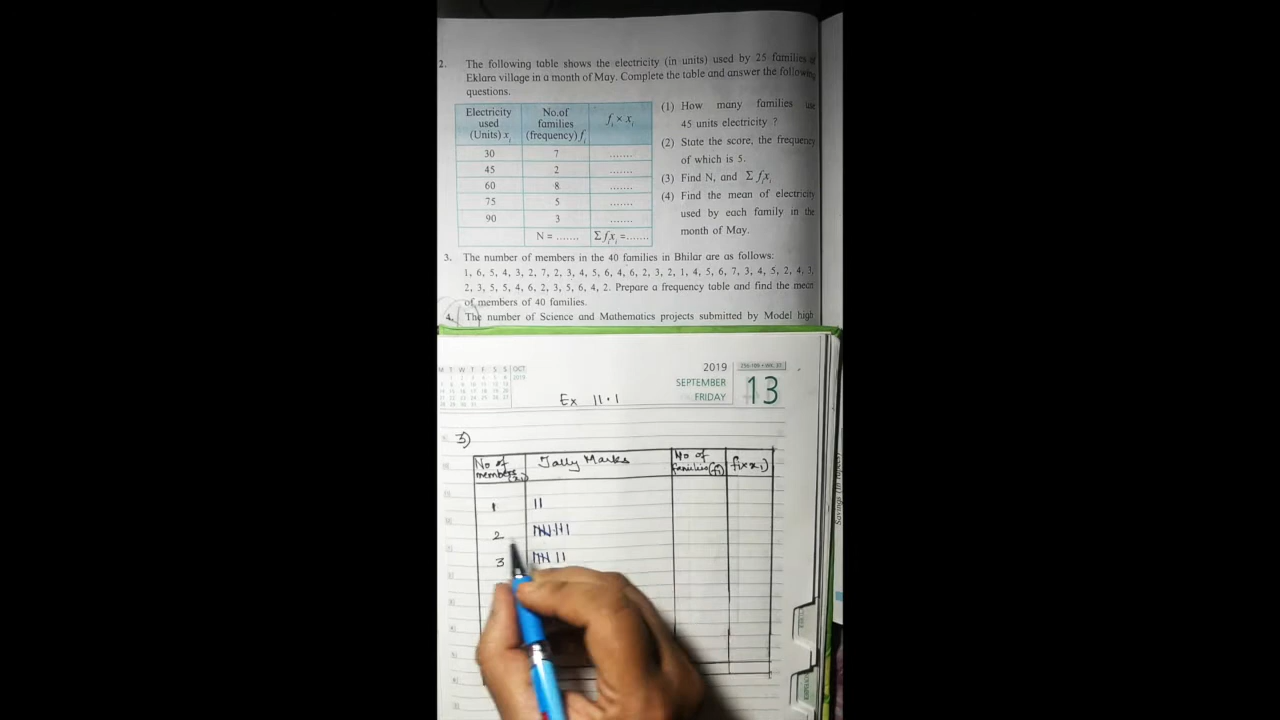 2. The following table shows the electricity (in units) used by 25 families of
Eklara village in a month of May. Complete the table and answer the following
questions.
Electricity used (Units) xi No.of families (frequency) fi fi × xi
30 7 .......
45 2 .......
60 8 .......
75 5 .......
90 3 .......
N = ....... Σ fixi =.......
(1) How many families use
45 units electricity ?
(2) State the score, the frequency
of which is 5.
(3) Find N, and Σ fixi
(4) Find the mean of electricity
used by each family in the
month of May.
3. The number of members in the 40 families in Bhilar are as follows:
1, 6, 5, 4, 3, 2, 7, 2, 3, 4, 5, 6, 4, 6, 2, 3, 2, 1, 4, 5, 6, 7, 3, 4, 5, 2, 4, 3,
2, 3, 5, 5, 4, 6, 2, 3, 5, 6, 4, 2. Prepare a frequency table and find the mean
of members of 40 families.
4. The number of Science and Mathematics projects submitted by Model high
M T W T F S S OCT
2019
2019
SEPTEMBER
FRIDAY
13
Ex 11.1
3)
No of members (xi) Tally Marks No of families (fi) fi×xi)
1 ||
2
3